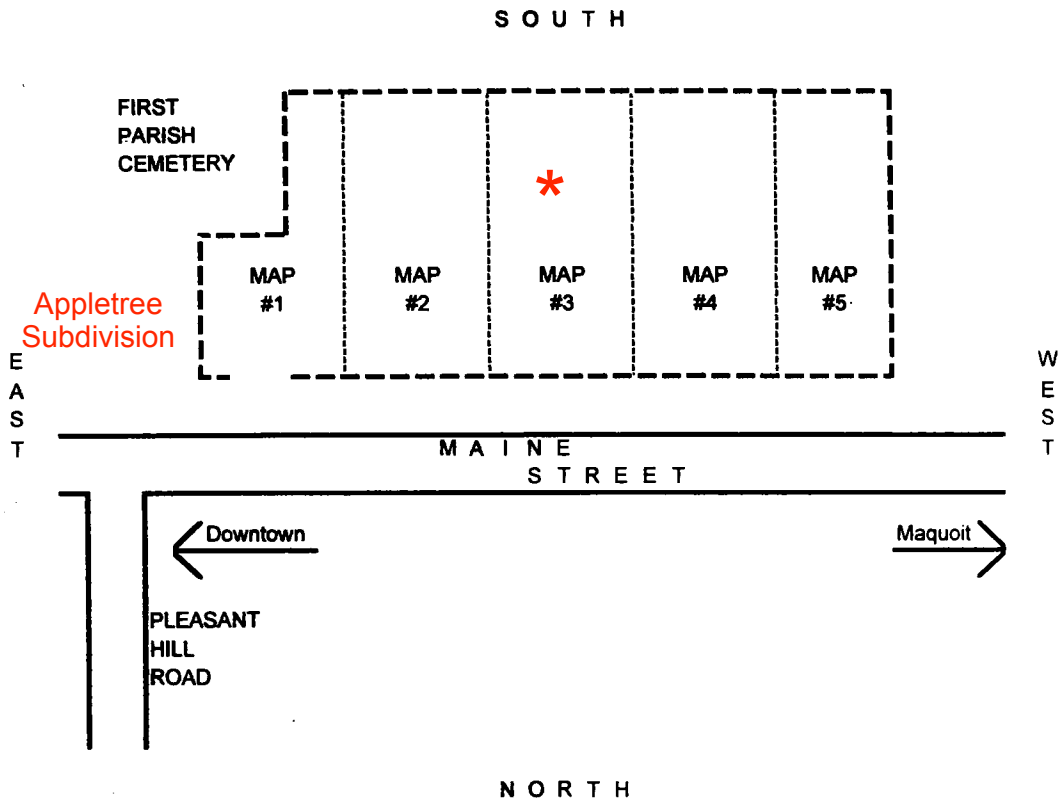 SOUTH
FIRST
PARISH
CEMETERY
*
MAP
#1
MAP
#2
MAP
#3
MAP
#4
MAP
#5
Appletree
Subdivision
EAST
WEST
MAINE
STREET
Downtown
Maquoit
PLEASANT
HILL
ROAD
NORTH